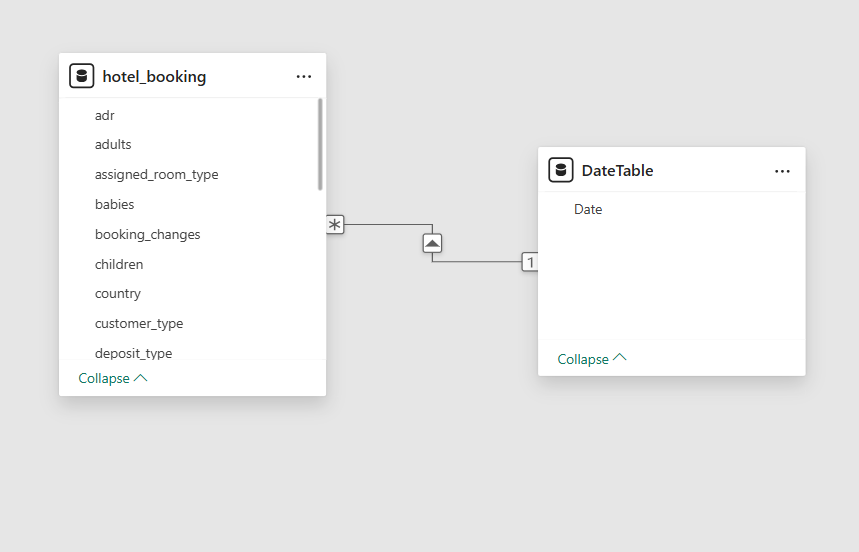 hotel_booking
adr
adults
assigned_room_type
babies
booking_changes
children
country
customer_type
deposit_type
Collapse
*
1
DateTable
Date
Collapse